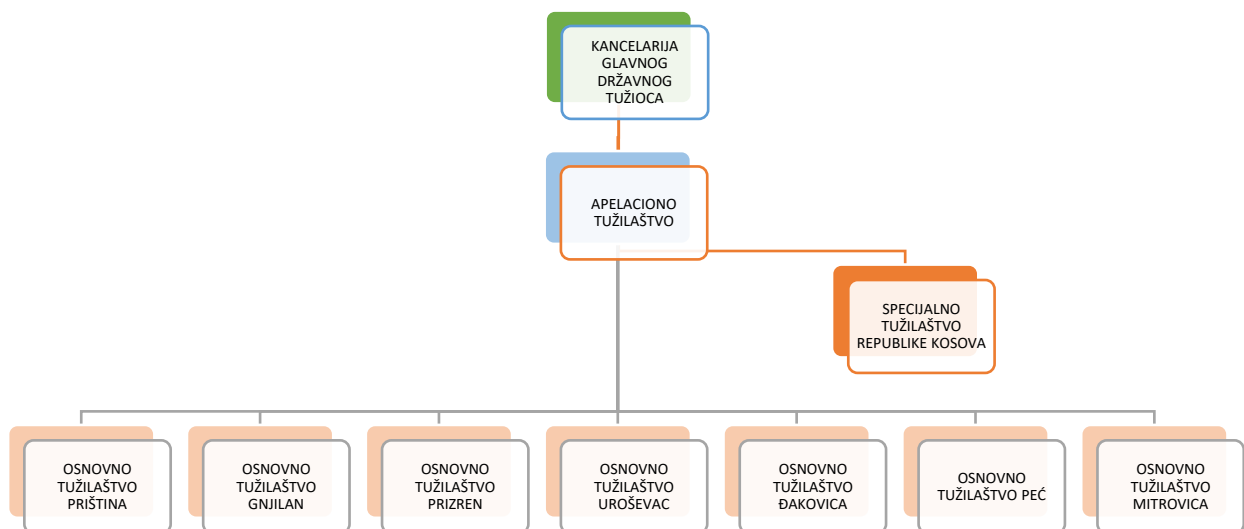 KANCELARIJA
GLAVNOG
DRŽAVNOG
TUŽIOCA
APELACIONO
TUŽILAŠTVO
SPECIJALNO
TUŽILAŠTVO
REPUBLIKE KOSOVA
OSNOVNO
TUŽILAŠTVO
PRIŠTINA
OSNOVNO
TUŽILAŠTVO
GNJILAN
OSNOVNO
TUŽILAŠTVO
PRIZREN
OSNOVNO
TUŽILAŠTVO
UROŠEVAC
OSNOVNO
TUŽILAŠTVO
ĐAKOVICA
OSNOVNO
TUŽILAŠTVO PEĆ
OSNOVNO
TUŽILAŠTVO
MITROVICA